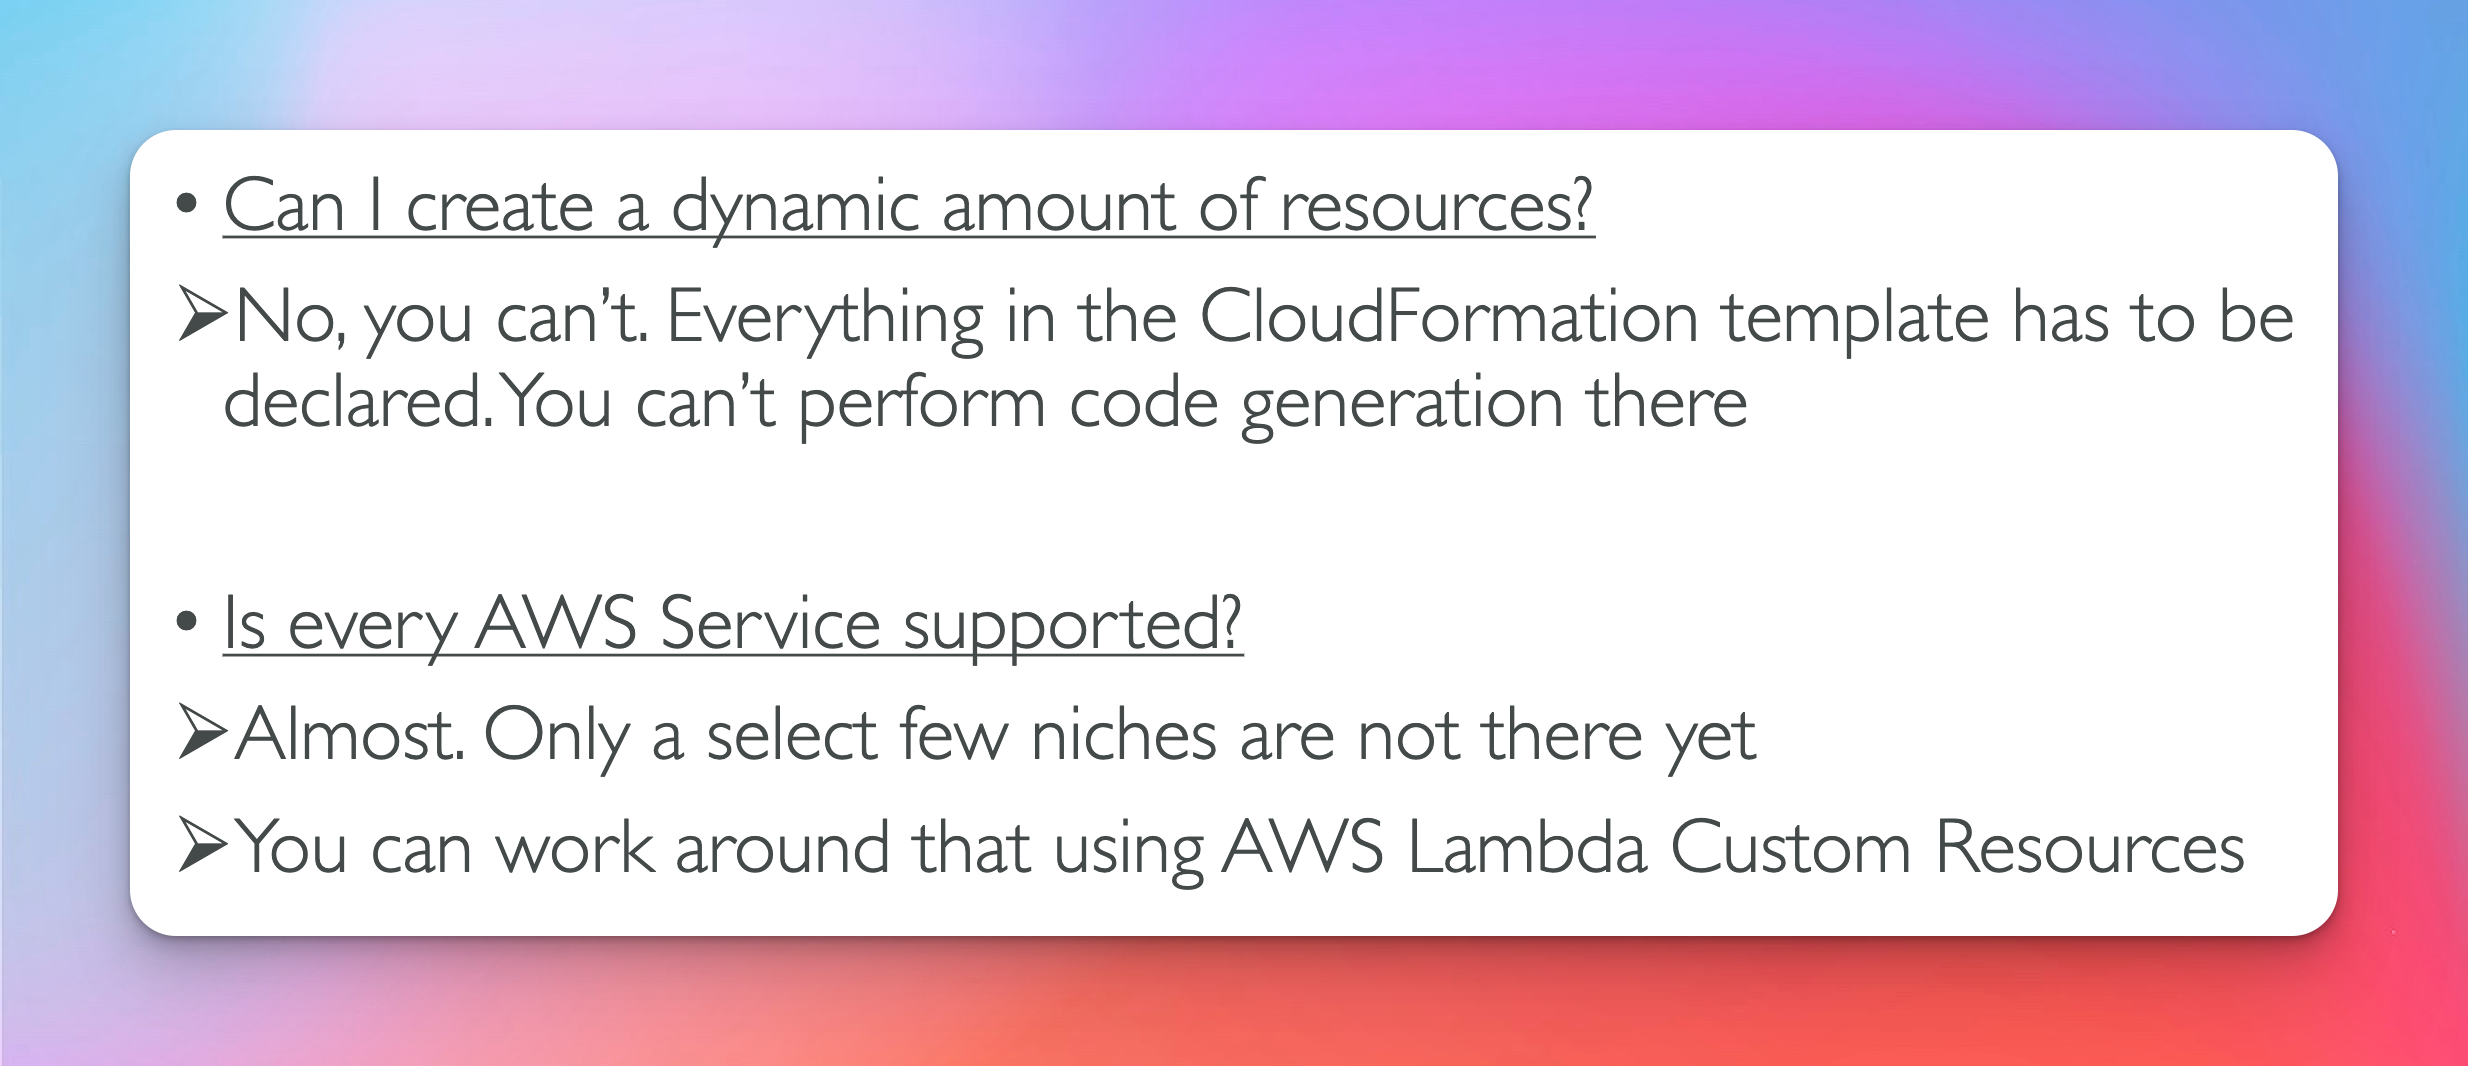 • Can I create a dynamic amount of resources?
➢No, you can’t. Everything in the CloudFormation template has to be
declared. You can’t perform code generation there
• Is every AWS Service supported?
➢Almost. Only a select few niches are not there yet
➢You can work around that using AWS Lambda Custom Resources